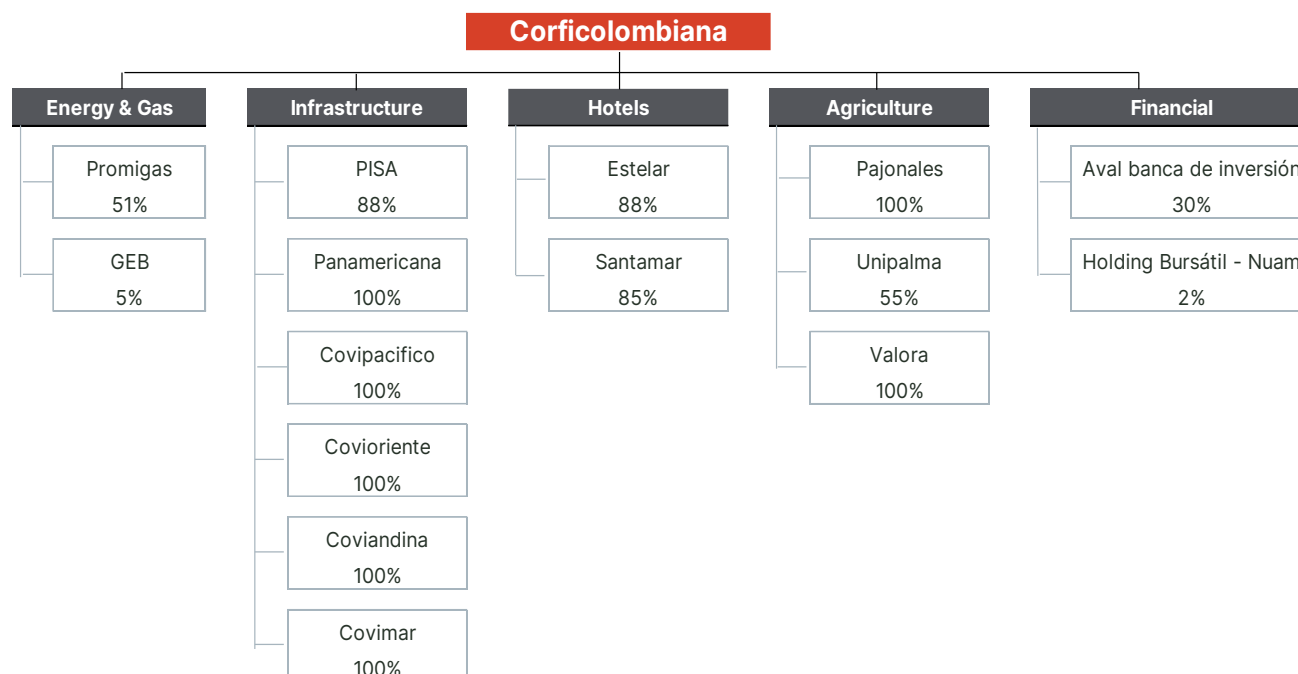 Corficolombiana
Energy & Gas
Promigas
51%
GEB
5%
Infrastructure
PISA
88%
Panamericana
100%
Covipacifico
100%
Covioriente
100%
Coviandina
100%
Covimar
100%
Hotels
Estelar
88%
Santamar
85%
Agriculture
Pajonales
100%
Unipalma
55%
Valora
100%
Financial
Aval banca de inversión
30%
Holding Bursátil - Nuam
2%